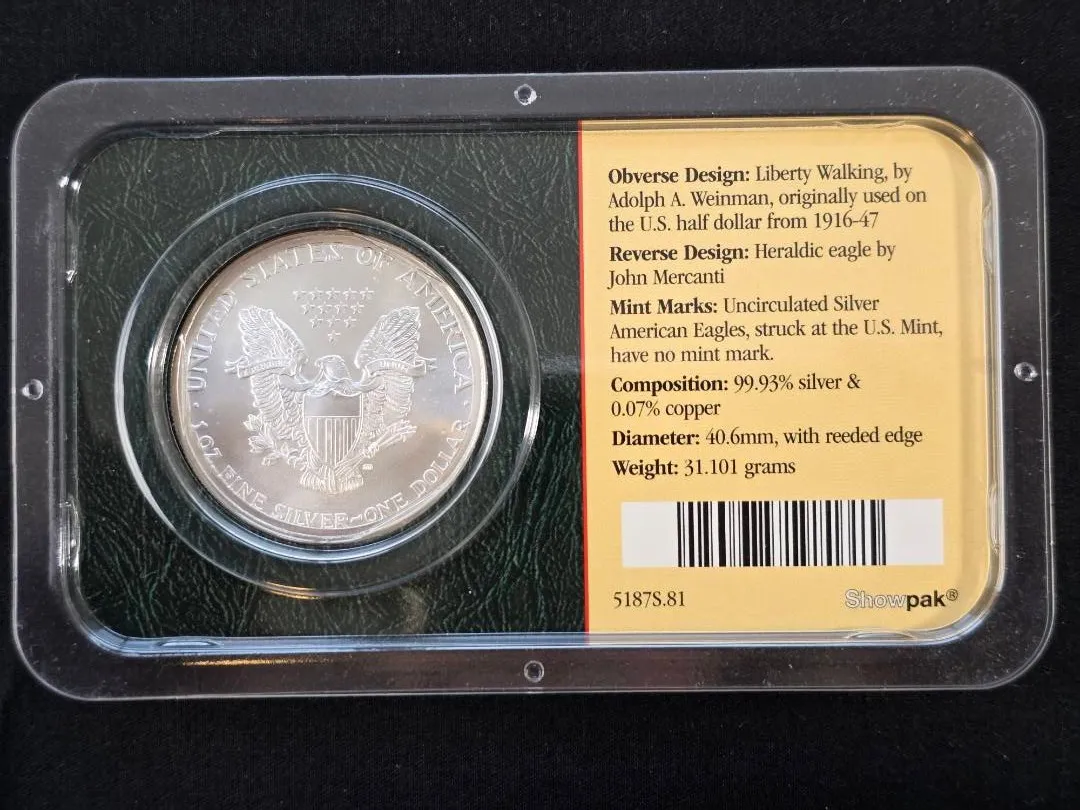 UNITED STATES OF AMERICA
1 OZ. FINE SILVER~ONE DOLLAR
Obverse Design: Liberty Walking, by
Adolph A. Weinman, originally used on
the U.S. half dollar from 1916-47
Reverse Design: Heraldic eagle by
John Mercanti
Mint Marks: Uncirculated Silver
American Eagles, struck at the U.S. Mint,
have no mint mark.
Composition: 99.93% silver &
0.07% copper
Diameter: 40.6mm, with reeded edge
Weight: 31.101 grams
5187S.81
Showpak®